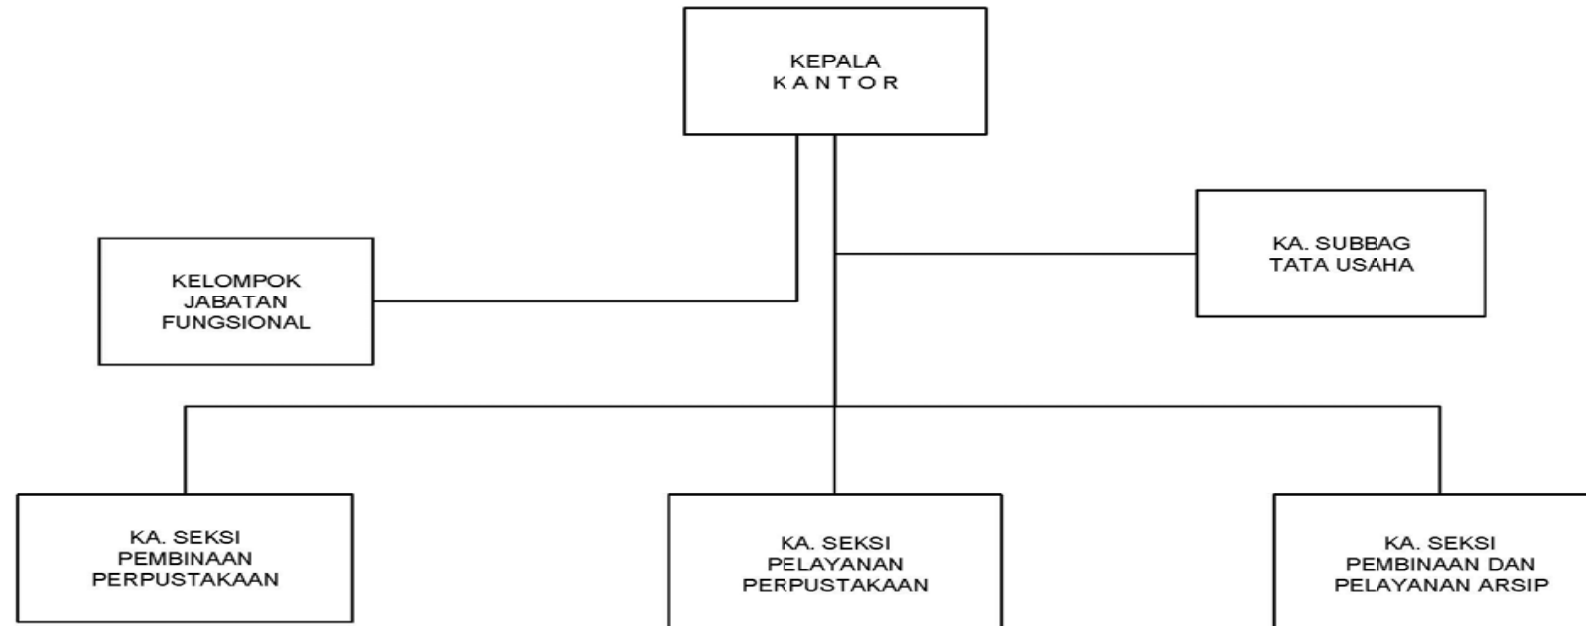 KEPALA
K A N T O R
KA. SUBBAG
TATA USAHA
KELOMPOK
JABATAN
FUNGSIONAL
KA. SEKSI
PEMBINAAN
PERPUSTAKAAN
KA. SEKSI
PELAYANAN
PERPUSTAKAAN
KA. SEKSI
PEMBINAAN DAN
PELAYANAN ARSIP